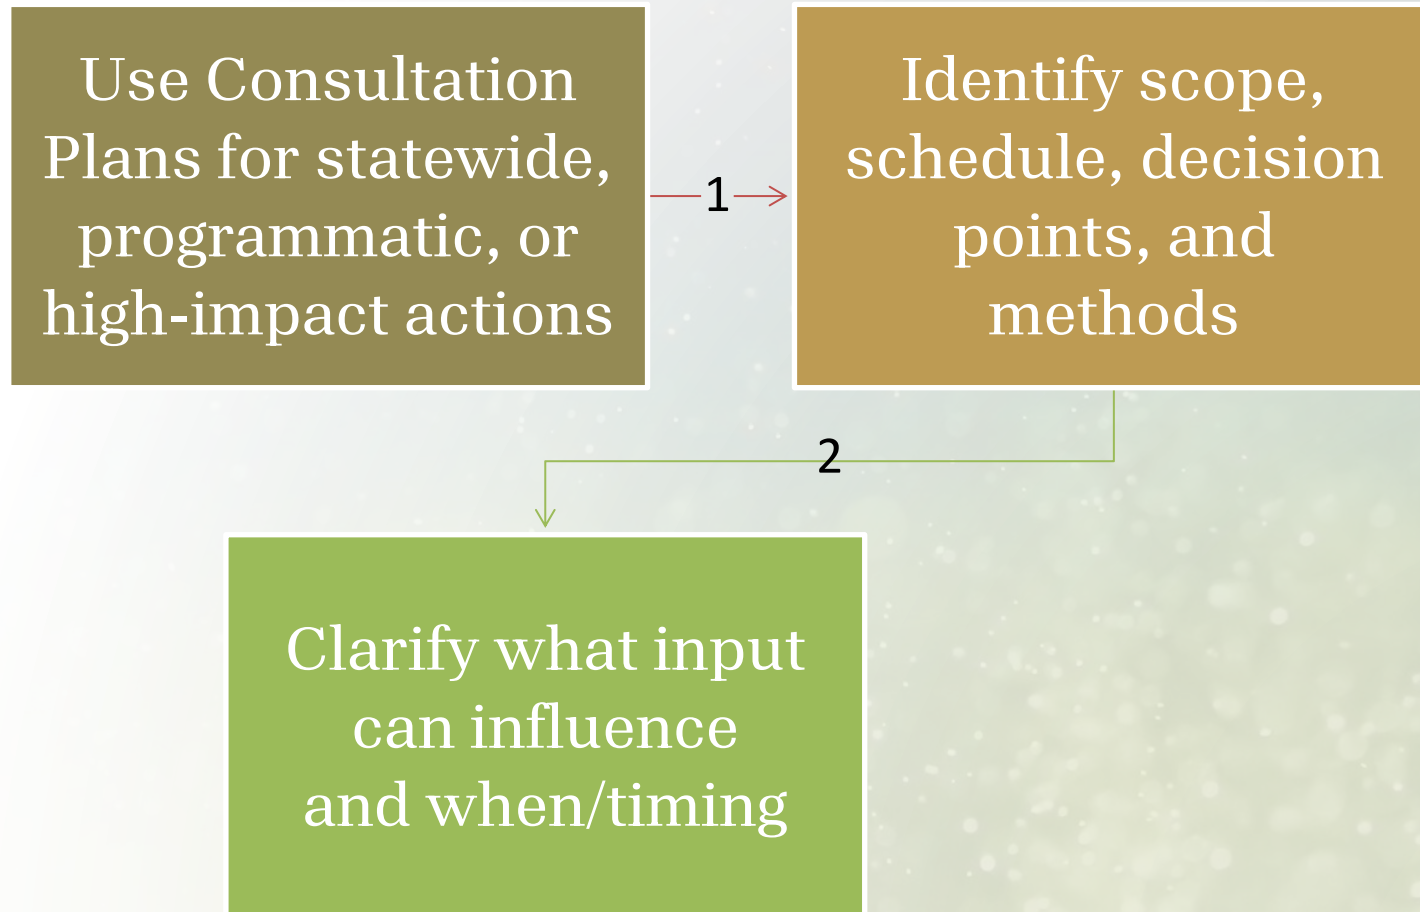 Use Consultation
Plans for statewide,
programmatic, or
high-impact actions
1
Identify scope,
schedule, decision
points, and
methods
2
Clarify what input
can influence
and when/timing